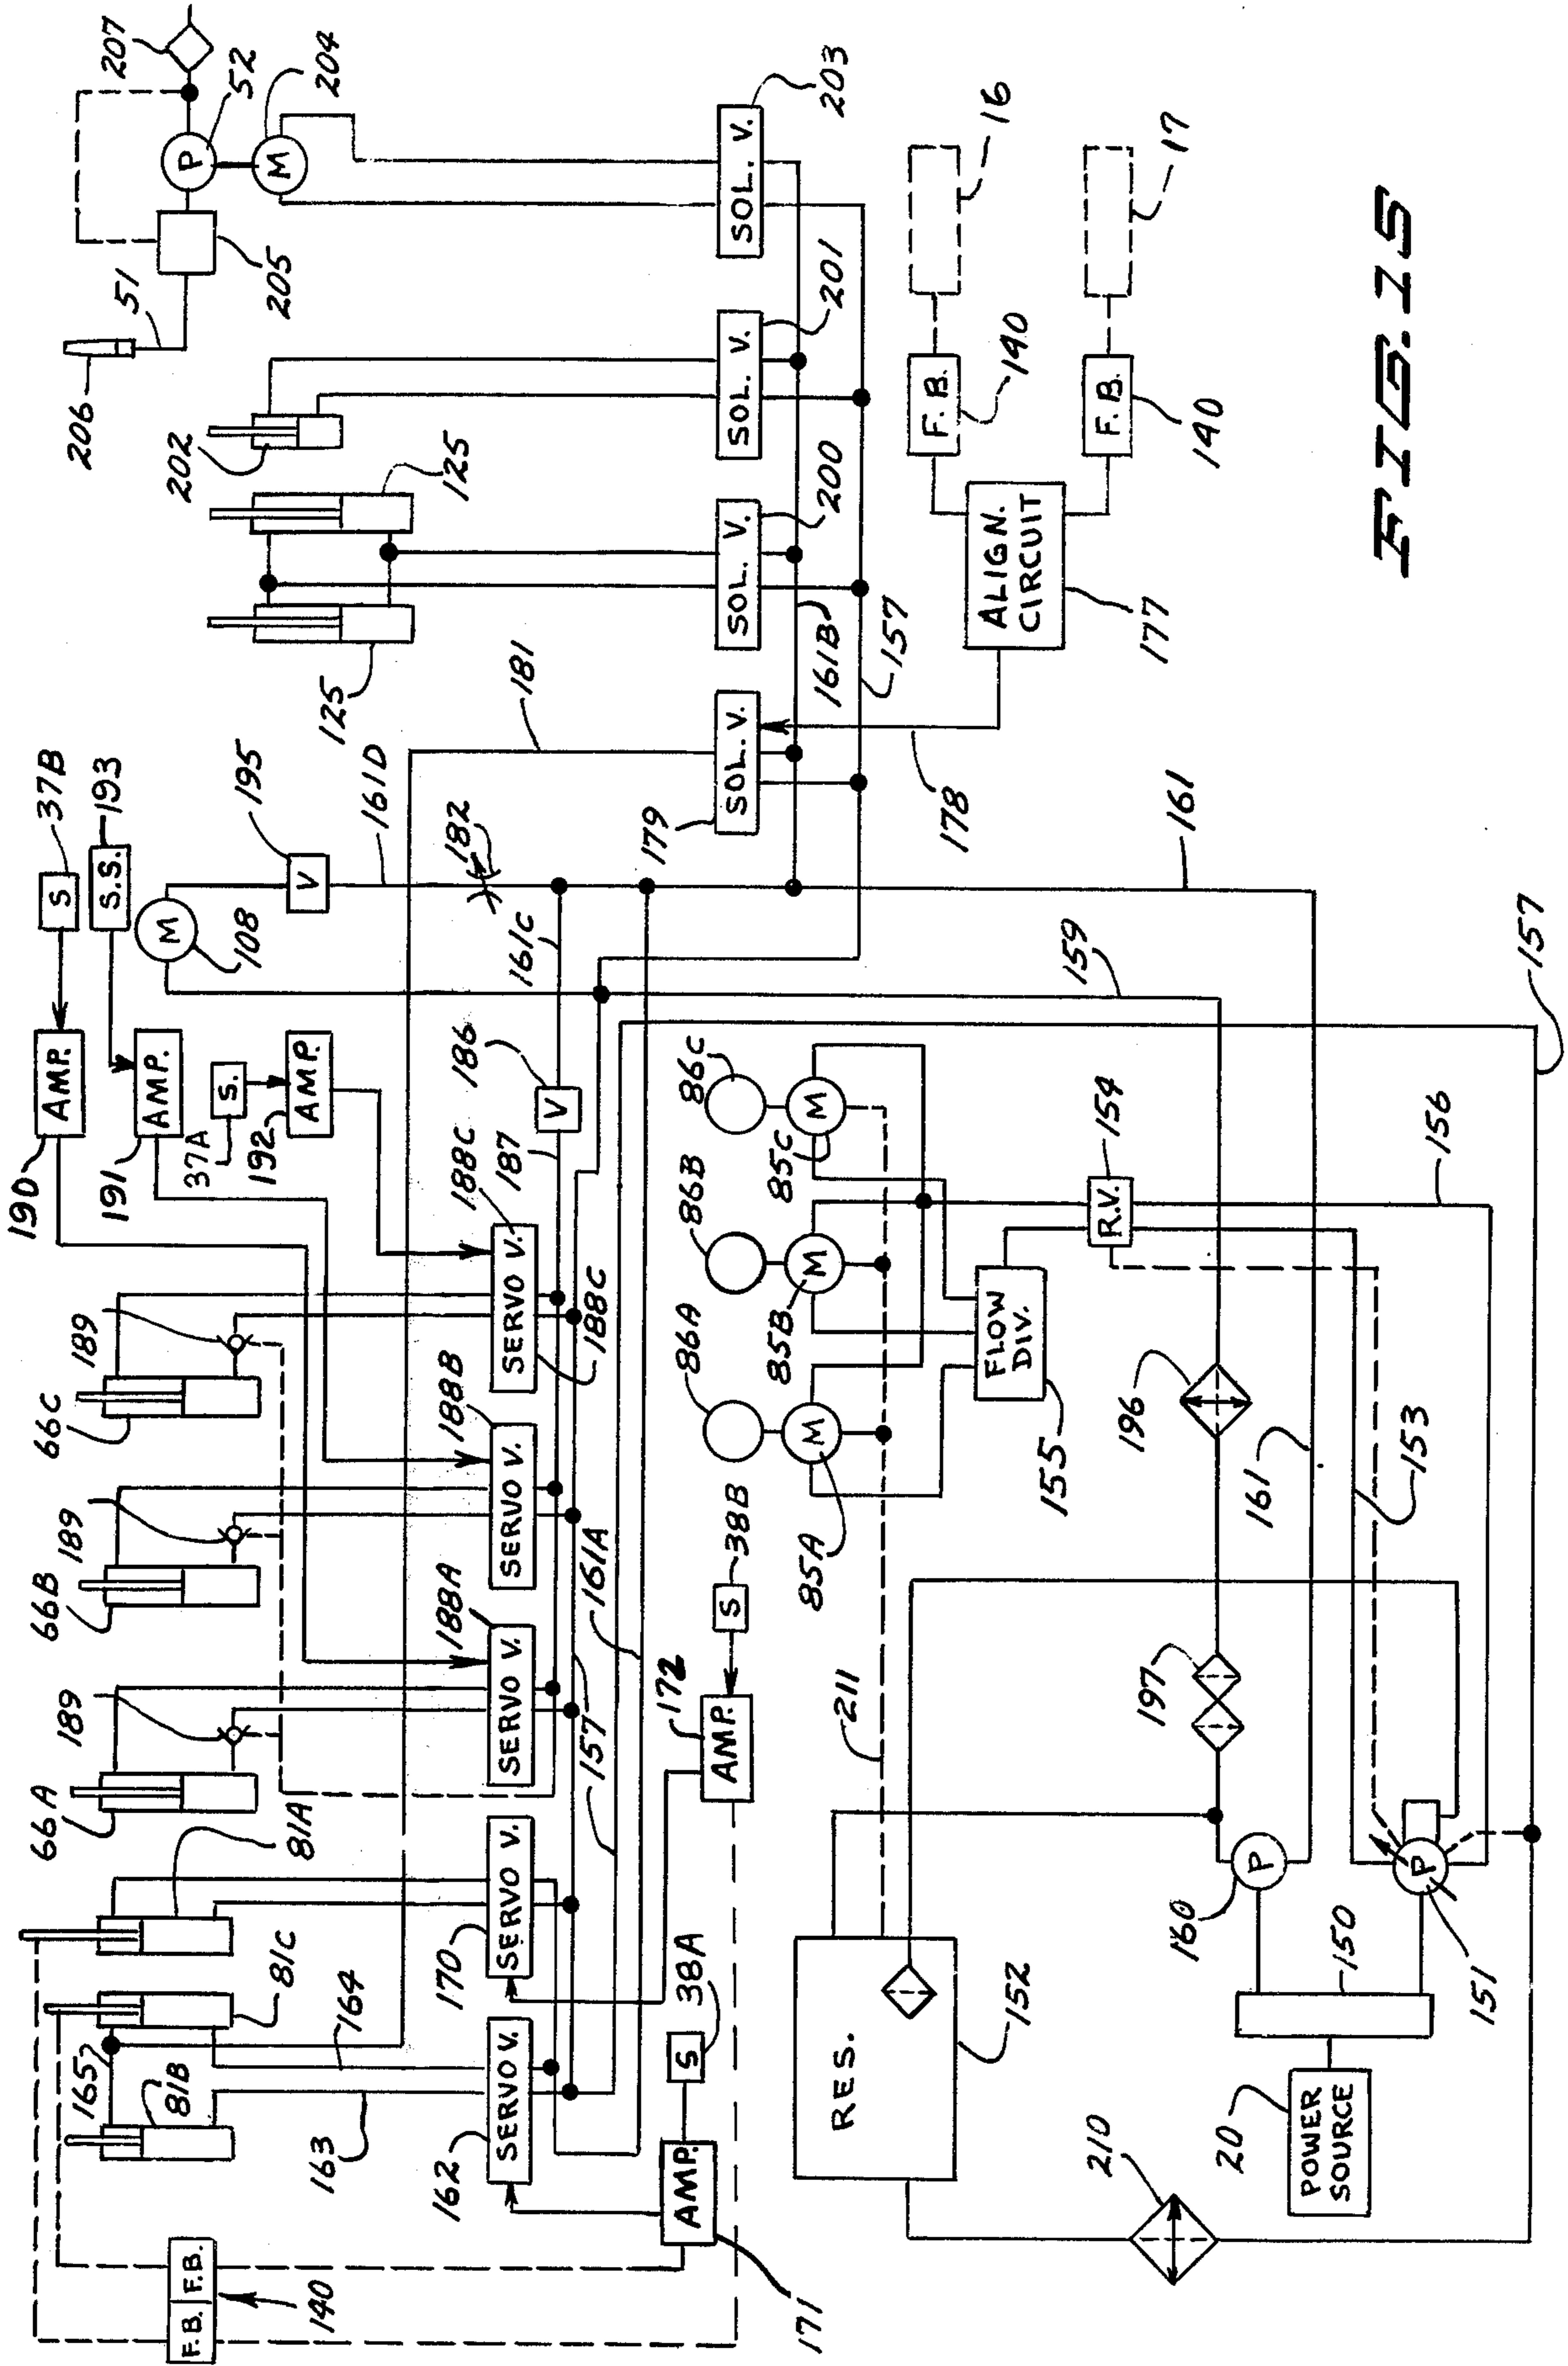 190
AMP.
S
37B
191
AMP.
S.S.
193
37A
S.
192
AMP.
M
108
V
195
161D
182
181
125
125
202
206
51
205
P
52
M
204
207
F.B.
F.B.
140
165
81B
81C
81A
66A
189
66B
189
66C
189
163
164
162
SERVO V.
170
SERVO V.
188A
SERVO V.
188B
SERVO V.
188C
SERVO V.
188C
187
V
186
161C
179
SOL. V.
SOL. V.
200
SOL. V.
201
SOL. V.
203
161B
157
157
161A
171
AMP.
S
38A
172
AMP.
S
38B
86A
86B
86C
M
85A
M
85B
M
85C
FLOW
DIV.
155
R.V.
154
211
178
ALIGN.
CIRCUIT
177
F.B.
140
F.B.
140
16
17
RES.
152
197
196
159
161
161
153
156
157
210
20
POWER
SOURCE
150
P
160
P
151
FIG. 15